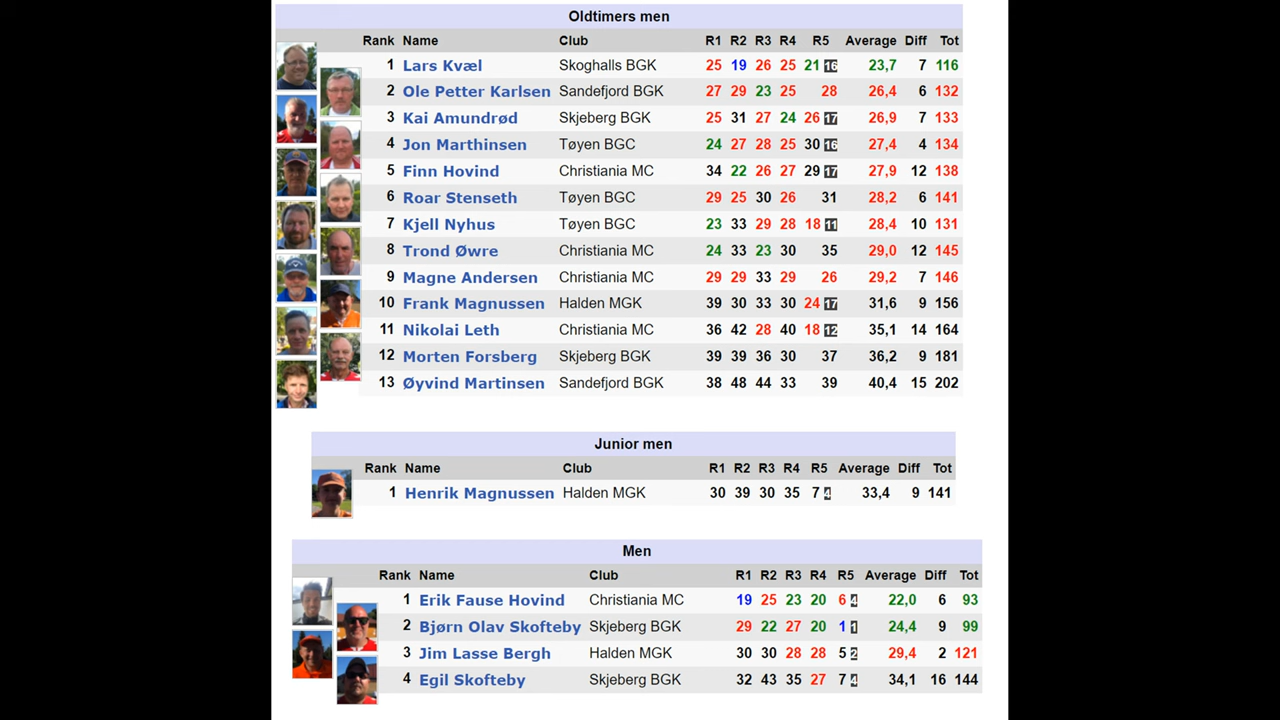 Oldtimers men
Rank Name Club R1 R2 R3 R4 R5 Average Diff Tot
1 Lars Kvæl Skoghalls BGK 25 19 26 25 21 16 23,7 7 116
2 Ole Petter Karlsen Sandefjord BGK 27 29 23 25 28 26,4 6 132
3 Kai Amundrød Skjeberg BGK 25 31 27 24 26 17 26,9 7 133
4 Jon Marthinsen Tøyen BGC 24 27 28 25 30 16 27,4 4 134
5 Finn Hovind Christiania MC 34 22 26 27 29 17 27,9 12 138
6 Roar Stenseth Tøyen BGC 29 25 30 26 31 28,2 6 141
7 Kjell Nyhus Tøyen BGC 23 33 29 28 18 11 28,4 10 131
8 Trond Øwre Christiania MC 24 33 23 30 35 29,0 12 145
9 Magne Andersen Christiania MC 29 29 33 29 26 29,2 7 146
10 Frank Magnussen Halden MGK 39 30 33 30 24 17 31,6 9 156
11 Nikolai Leth Christiania MC 36 42 28 40 18 12 35,1 14 164
12 Morten Forsberg Skjeberg BGK 39 39 36 30 37 36,2 9 181
13 Øyvind Martinsen Sandefjord BGK 38 48 44 33 39 40,4 15 202
Junior men
Rank Name Club R1 R2 R3 R4 R5 Average Diff Tot
1 Henrik Magnussen Halden MGK 30 39 30 35 7 4 33,4 9 141
Men
Rank Name Club R1 R2 R3 R4 R5 Average Diff Tot
1 Erik Fause Hovind Christiania MC 19 25 23 20 6 4 22,0 6 93
2 Bjørn Olav Skofteby Skjeberg BGK 29 22 27 20 1 1 24,4 9 99
3 Jim Lasse Bergh Halden MGK 30 30 28 28 5 2 29,4 2 121
4 Egil Skofteby Skjeberg BGK 32 43 35 27 7 4 34,1 16 144